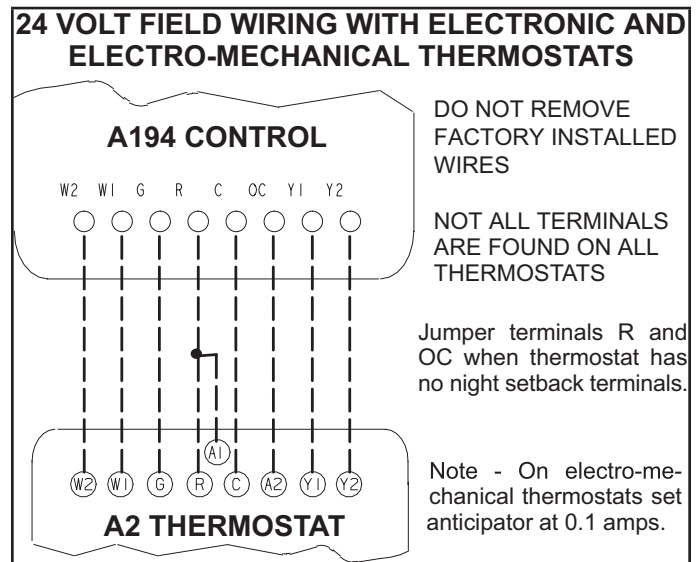 24 VOLT FIELD WIRING WITH ELECTRONIC AND
ELECTRO-MECHANICAL THERMOSTATS
A194 CONTROL
W2 W1 G R C OC Y1 Y2
DO NOT REMOVE
FACTORY INSTALLED
WIRES
NOT ALL TERMINALS
ARE FOUND ON ALL
THERMOSTATS
Jumper terminals R and
OC when thermostat has
no night setback terminals.
A1
W2 W1 G R C A2 Y1 Y2
A2 THERMOSTAT
Note - On electro-me-
chanical thermostats set
anticipator at 0.1 amps.